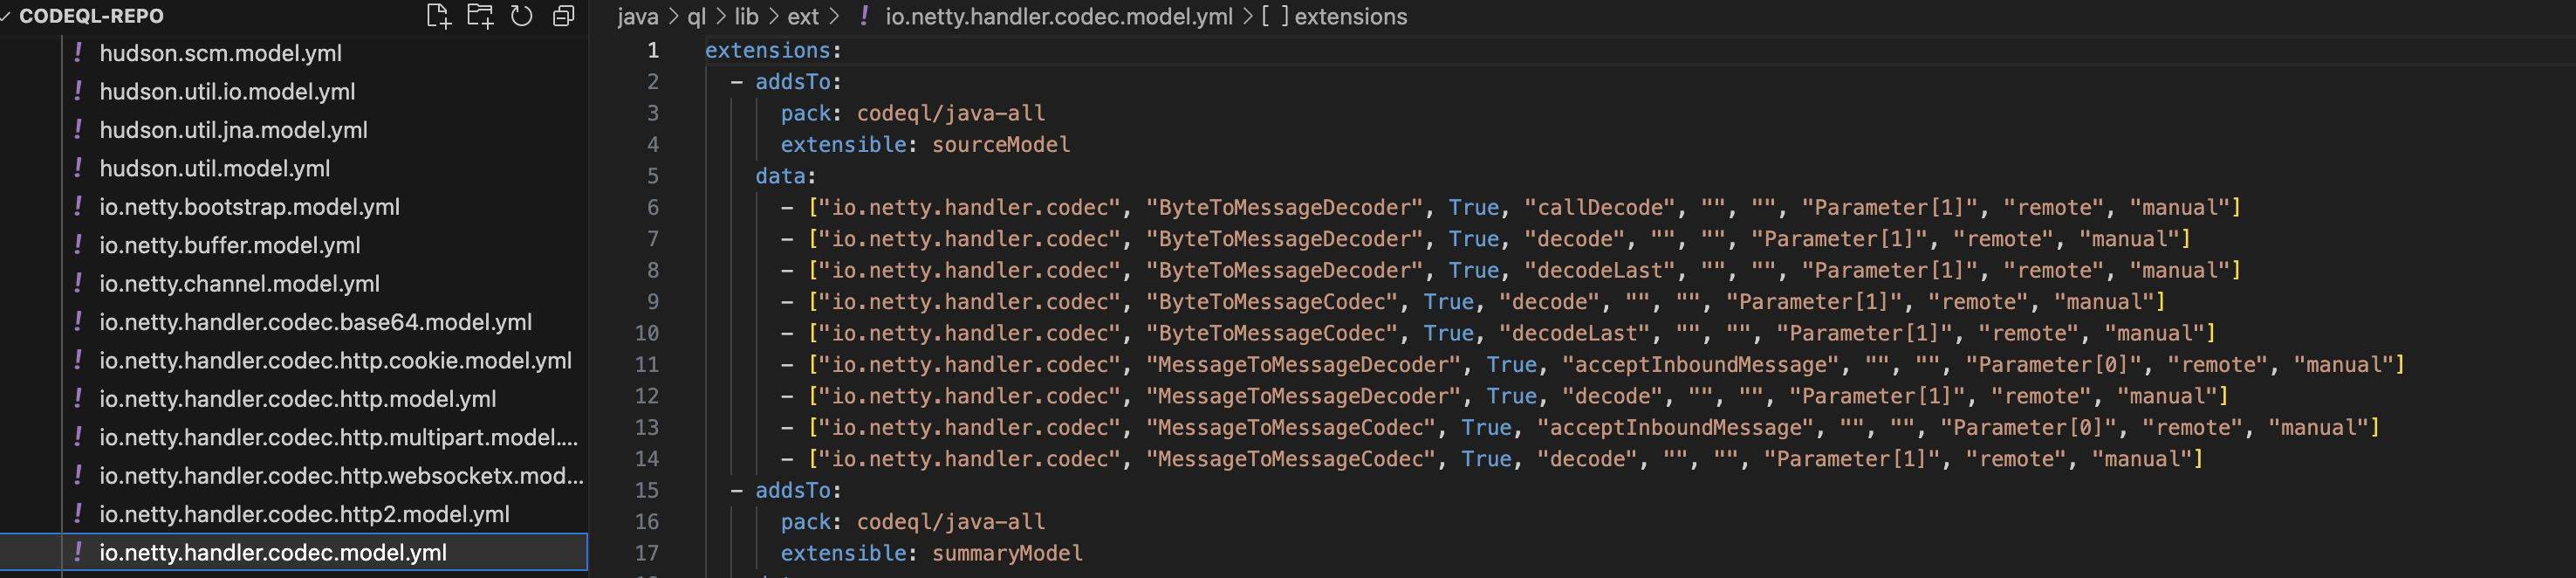 CODEQL-REPO
hudson.scm.model.yml
hudson.util.io.model.yml
hudson.util.jna.model.yml
hudson.util.model.yml
io.netty.bootstrap.model.yml
io.netty.buffer.model.yml
io.netty.channel.model.yml
io.netty.handler.codec.base64.model.yml
io.netty.handler.codec.http.cookie.model.yml
io.netty.handler.codec.http.model.yml
io.netty.handler.codec.http.multipart.model....
io.netty.handler.codec.http.websocketx.mod...
io.netty.handler.codec.http2.model.yml
io.netty.handler.codec.model.yml
java > ql > lib > ext > ! io.netty.handler.codec.model.yml > [ ] extensions
1 extensions:
2 - addsTo:
3 pack: codeql/java-all
4 extensible: sourceModel
5 data:
6 - ["io.netty.handler.codec", "ByteToMessageDecoder", True, "callDecode", "", "", "Parameter[1]", "remote", "manual"]
7 - ["io.netty.handler.codec", "ByteToMessageDecoder", True, "decode", "", "", "Parameter[1]", "remote", "manual"]
8 - ["io.netty.handler.codec", "ByteToMessageDecoder", True, "decodeLast", "", "", "Parameter[1]", "remote", "manual"]
9 - ["io.netty.handler.codec", "ByteToMessageCodec", True, "decode", "", "", "Parameter[1]", "remote", "manual"]
10 - ["io.netty.handler.codec", "ByteToMessageCodec", True, "decodeLast", "", "", "Parameter[1]", "remote", "manual"]
11 - ["io.netty.handler.codec", "MessageToMessageDecoder", True, "acceptInboundMessage", "", "", "Parameter[0]", "remote", "manual"]
12 - ["io.netty.handler.codec", "MessageToMessageDecoder", True, "decode", "", "", "Parameter[1]", "remote", "manual"]
13 - ["io.netty.handler.codec", "MessageToMessageCodec", True, "acceptInboundMessage", "", "", "Parameter[0]", "remote", "manual"]
14 - ["io.netty.handler.codec", "MessageToMessageCodec", True, "decode", "", "", "Parameter[1]", "remote", "manual"]
15 - addsTo:
16 pack: codeql/java-all
17 extensible: summaryModel